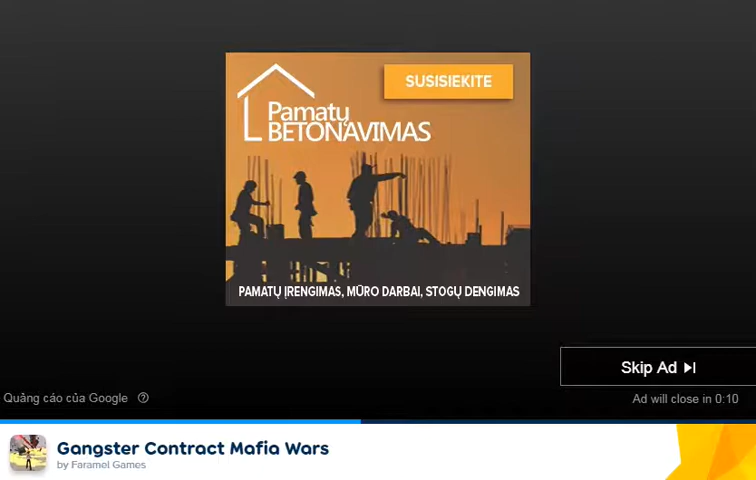 SUSISIEKITE
Pamatų
BETONAVIMAS
PAMATŲ ĮRENGIMAS, MŪRO DARBAI, STOGŲ DENGIMAS
Skip Ad
Quảng cáo của Google ?
Ad will close in 0:10
Gangster Contract Mafia Wars
by Faramel Games